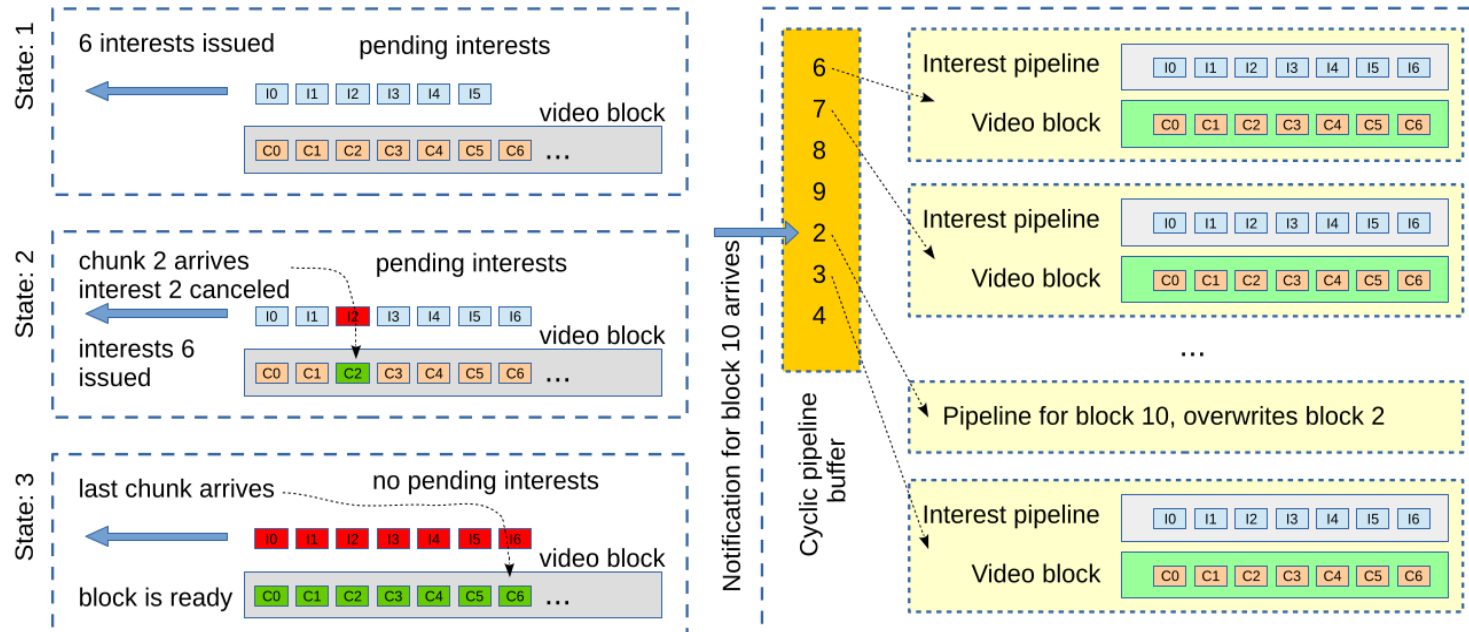 State: 1
6 interests issued
pending interests
I0 I1 I2 I3 I4 I5
video block
C0 C1 C2 C3 C4 C5 C6 ...
State: 2
chunk 2 arrives
interest 2 canceled
pending interests
I0 I1 I2 I3 I4 I5 I6
interests 6
issued
video block
C0 C1 C2 C3 C4 C5 C6 ...
State: 3
last chunk arrives
no pending interests
I0 I1 I2 I3 I4 I5 I6
video block
block is ready
C0 C1 C2 C3 C4 C5 C6 ...
Notification for block 10 arrives
6
7
8
9
2
3
4
Cyclic pipeline
buffer
Interest pipeline
I0 I1 I2 I3 I4 I5 I6
Video block
C0 C1 C2 C3 C4 C5 C6
Interest pipeline
I0 I1 I2 I3 I4 I5 I6
Video block
C0 C1 C2 C3 C4 C5 C6
...
Pipeline for block 10, overwrites block 2
Interest pipeline
I0 I1 I2 I3 I4 I5 I6
Video block
C0 C1 C2 C3 C4 C5 C6